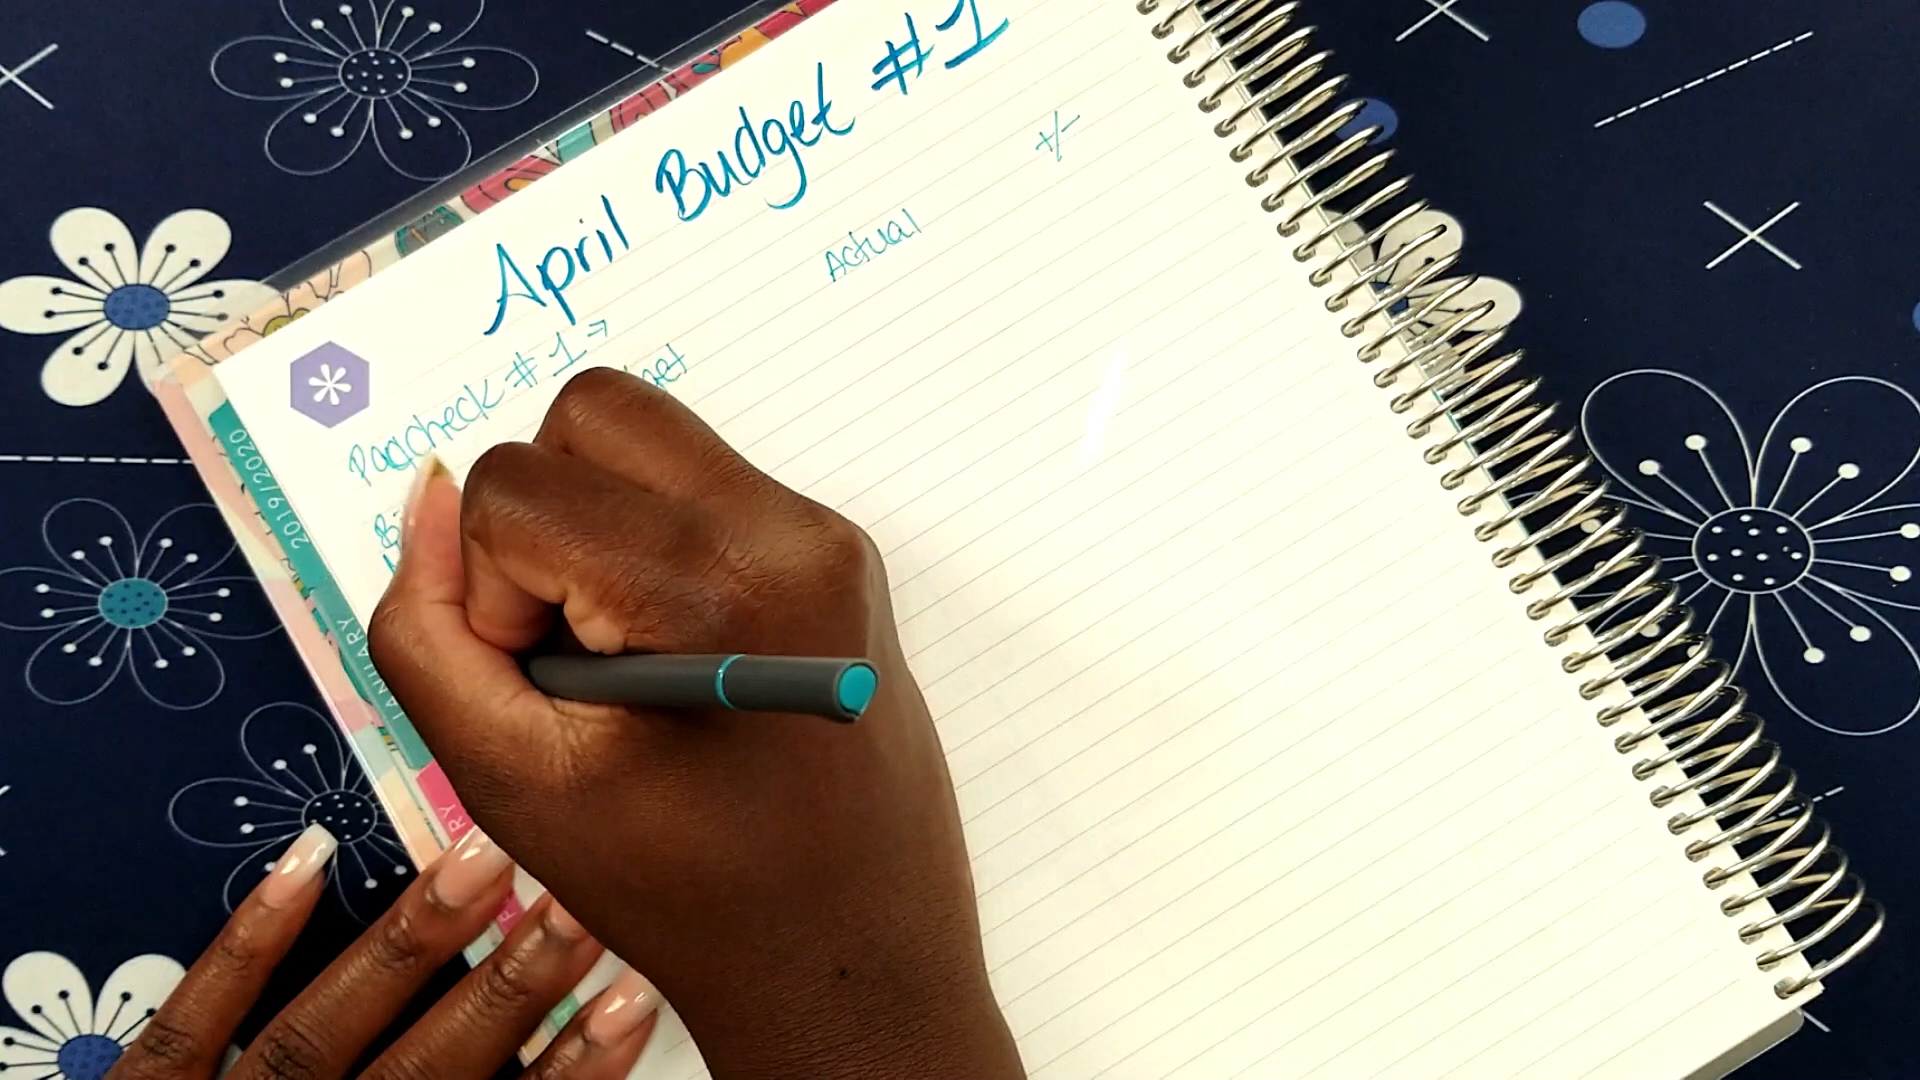 April Budget #1
Paycheck #1 →
Actual
+/-
2019/2020
JANUARY